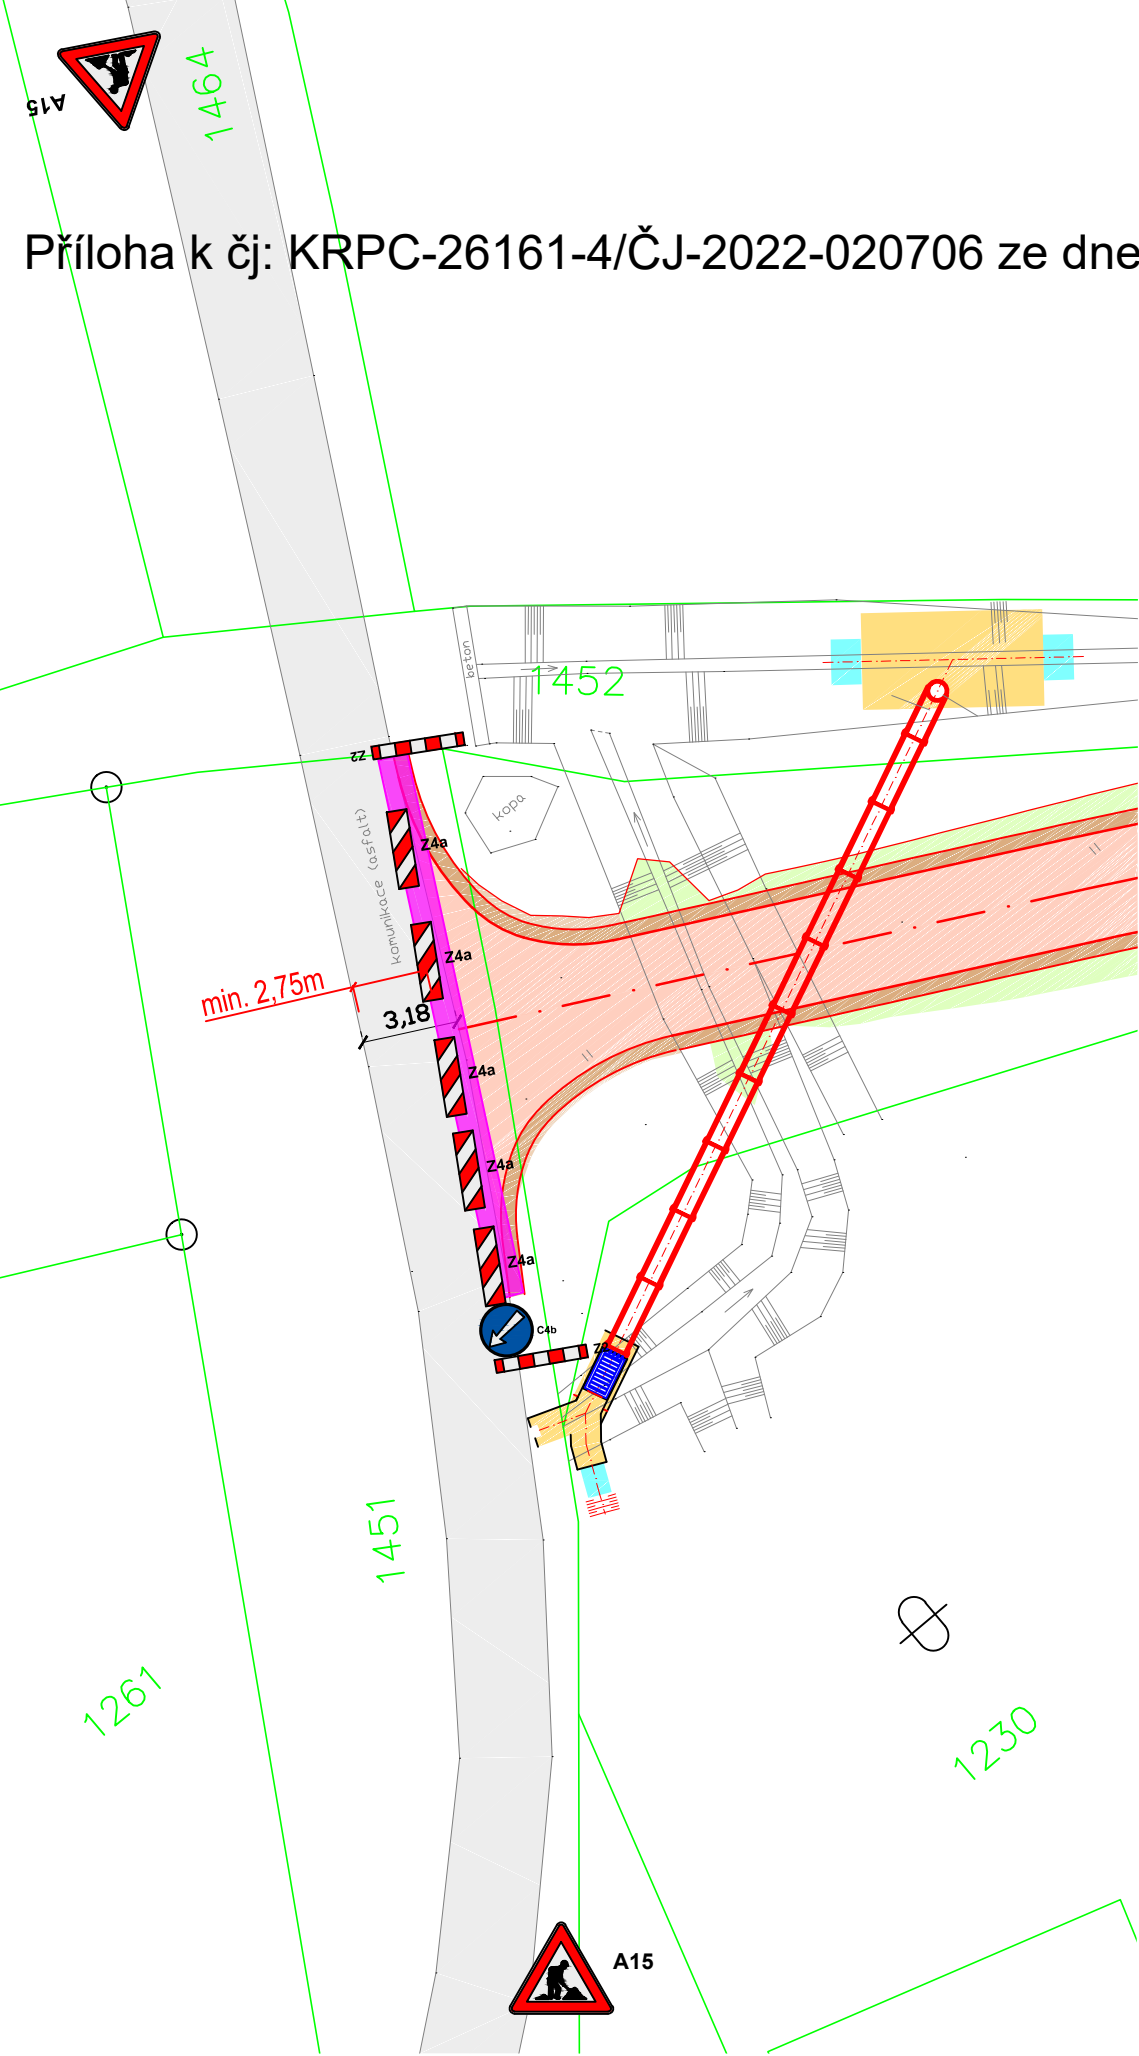 A15
1464
Příloha k čj: KRPC-26161-4/ČJ-2022-020706 ze dne
beton
1452
Z2
kopa
komunikace (asfalt)
Z4a
Z4a
min. 2,75m
3,18
Z4a
Z4a
Z4a
C4b
Z2
1451
1261
1230
A15